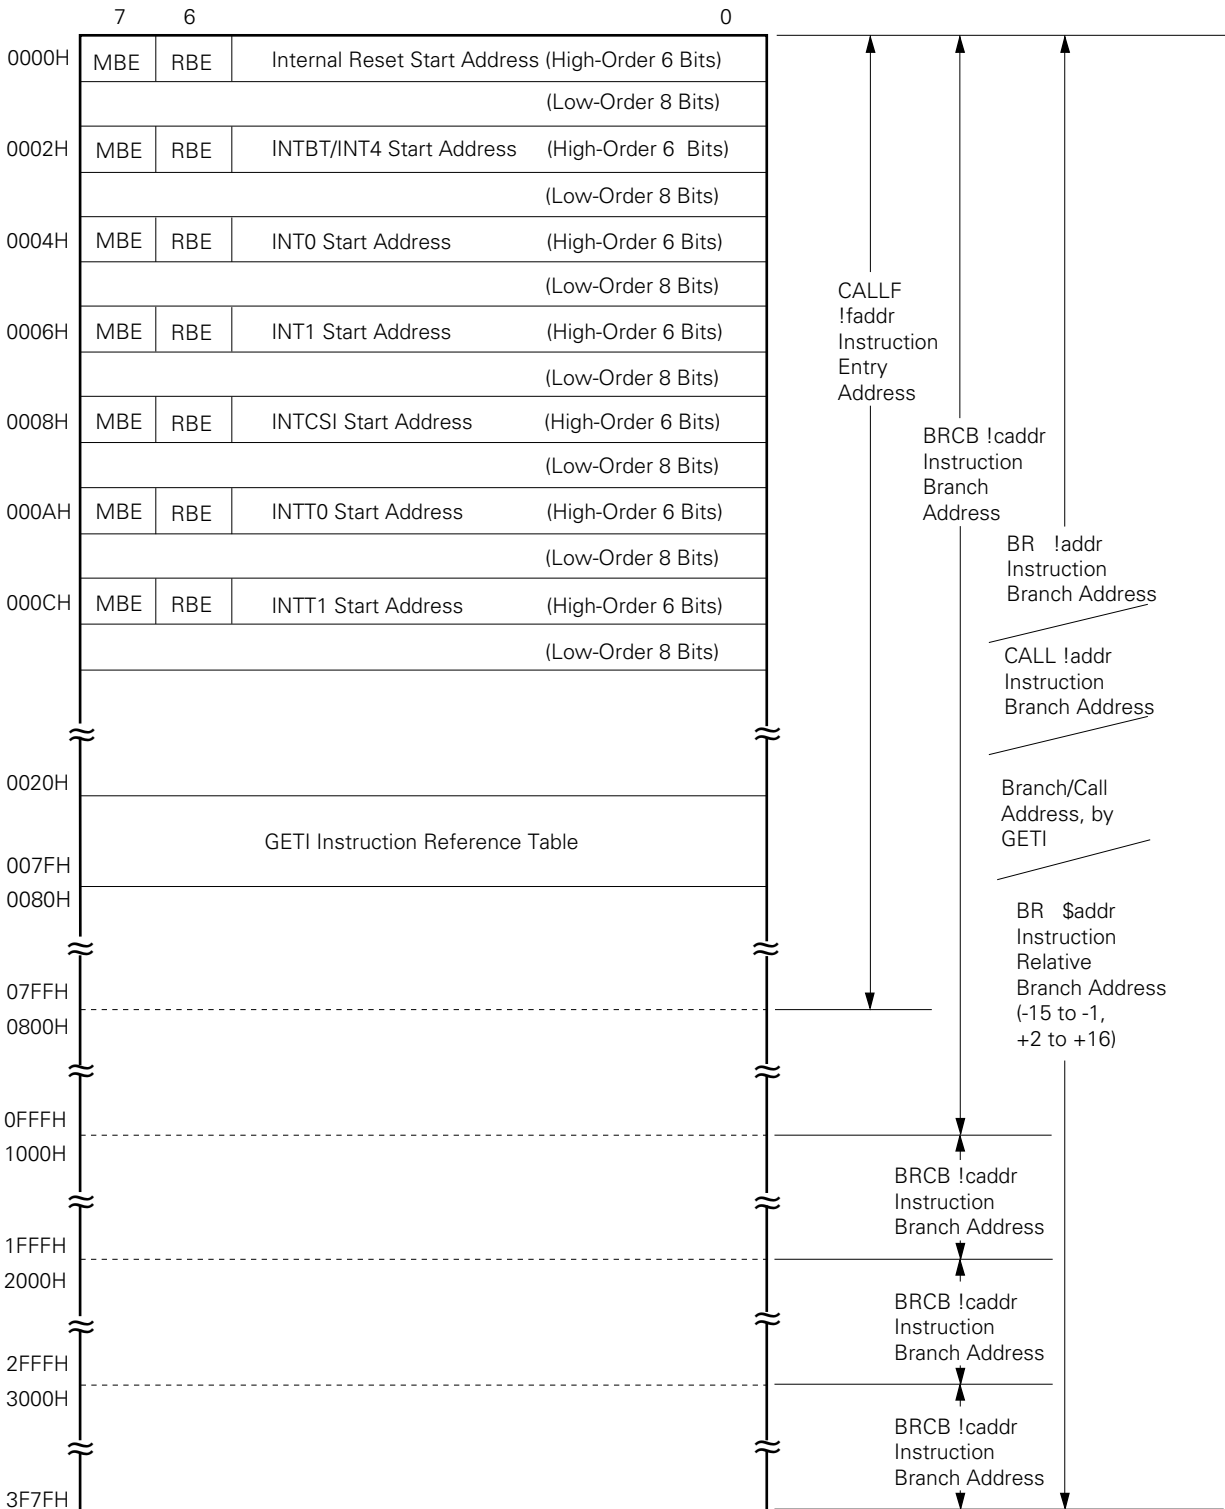 7 6 0
0000H MBE RBE Internal Reset Start Address (High-Order 6 Bits)
(Low-Order 8 Bits)
0002H MBE RBE INTBT/INT4 Start Address (High-Order 6 Bits)
(Low-Order 8 Bits)
0004H MBE RBE INT0 Start Address (High-Order 6 Bits)
(Low-Order 8 Bits)
0006H MBE RBE INT1 Start Address (High-Order 6 Bits)
(Low-Order 8 Bits)
0008H MBE RBE INTCSI Start Address (High-Order 6 Bits)
(Low-Order 8 Bits)
000AH MBE RBE INTT0 Start Address (High-Order 6 Bits)
(Low-Order 8 Bits)
000CH MBE RBE INTT1 Start Address (High-Order 6 Bits)
(Low-Order 8 Bits)
0020H
GETI Instruction Reference Table
007FH
0080H
07FFH
0800H
0FFFH
1000H
1FFFH
2000H
2FFFH
3000H
3F7FH
CALLF
!faddr
Instruction
Entry
Address
BRCB !caddr
Instruction
Branch
Address
BR !addr
Instruction
Branch Address
CALL !addr
Instruction
Branch Address
Branch/Call
Address, by
GETI
BR $addr
Instruction
Relative
Branch Address
(-15 to -1,
+2 to +16)
BRCB !caddr
Instruction
Branch Address
BRCB !caddr
Instruction
Branch Address
BRCB !caddr
Instruction
Branch Address